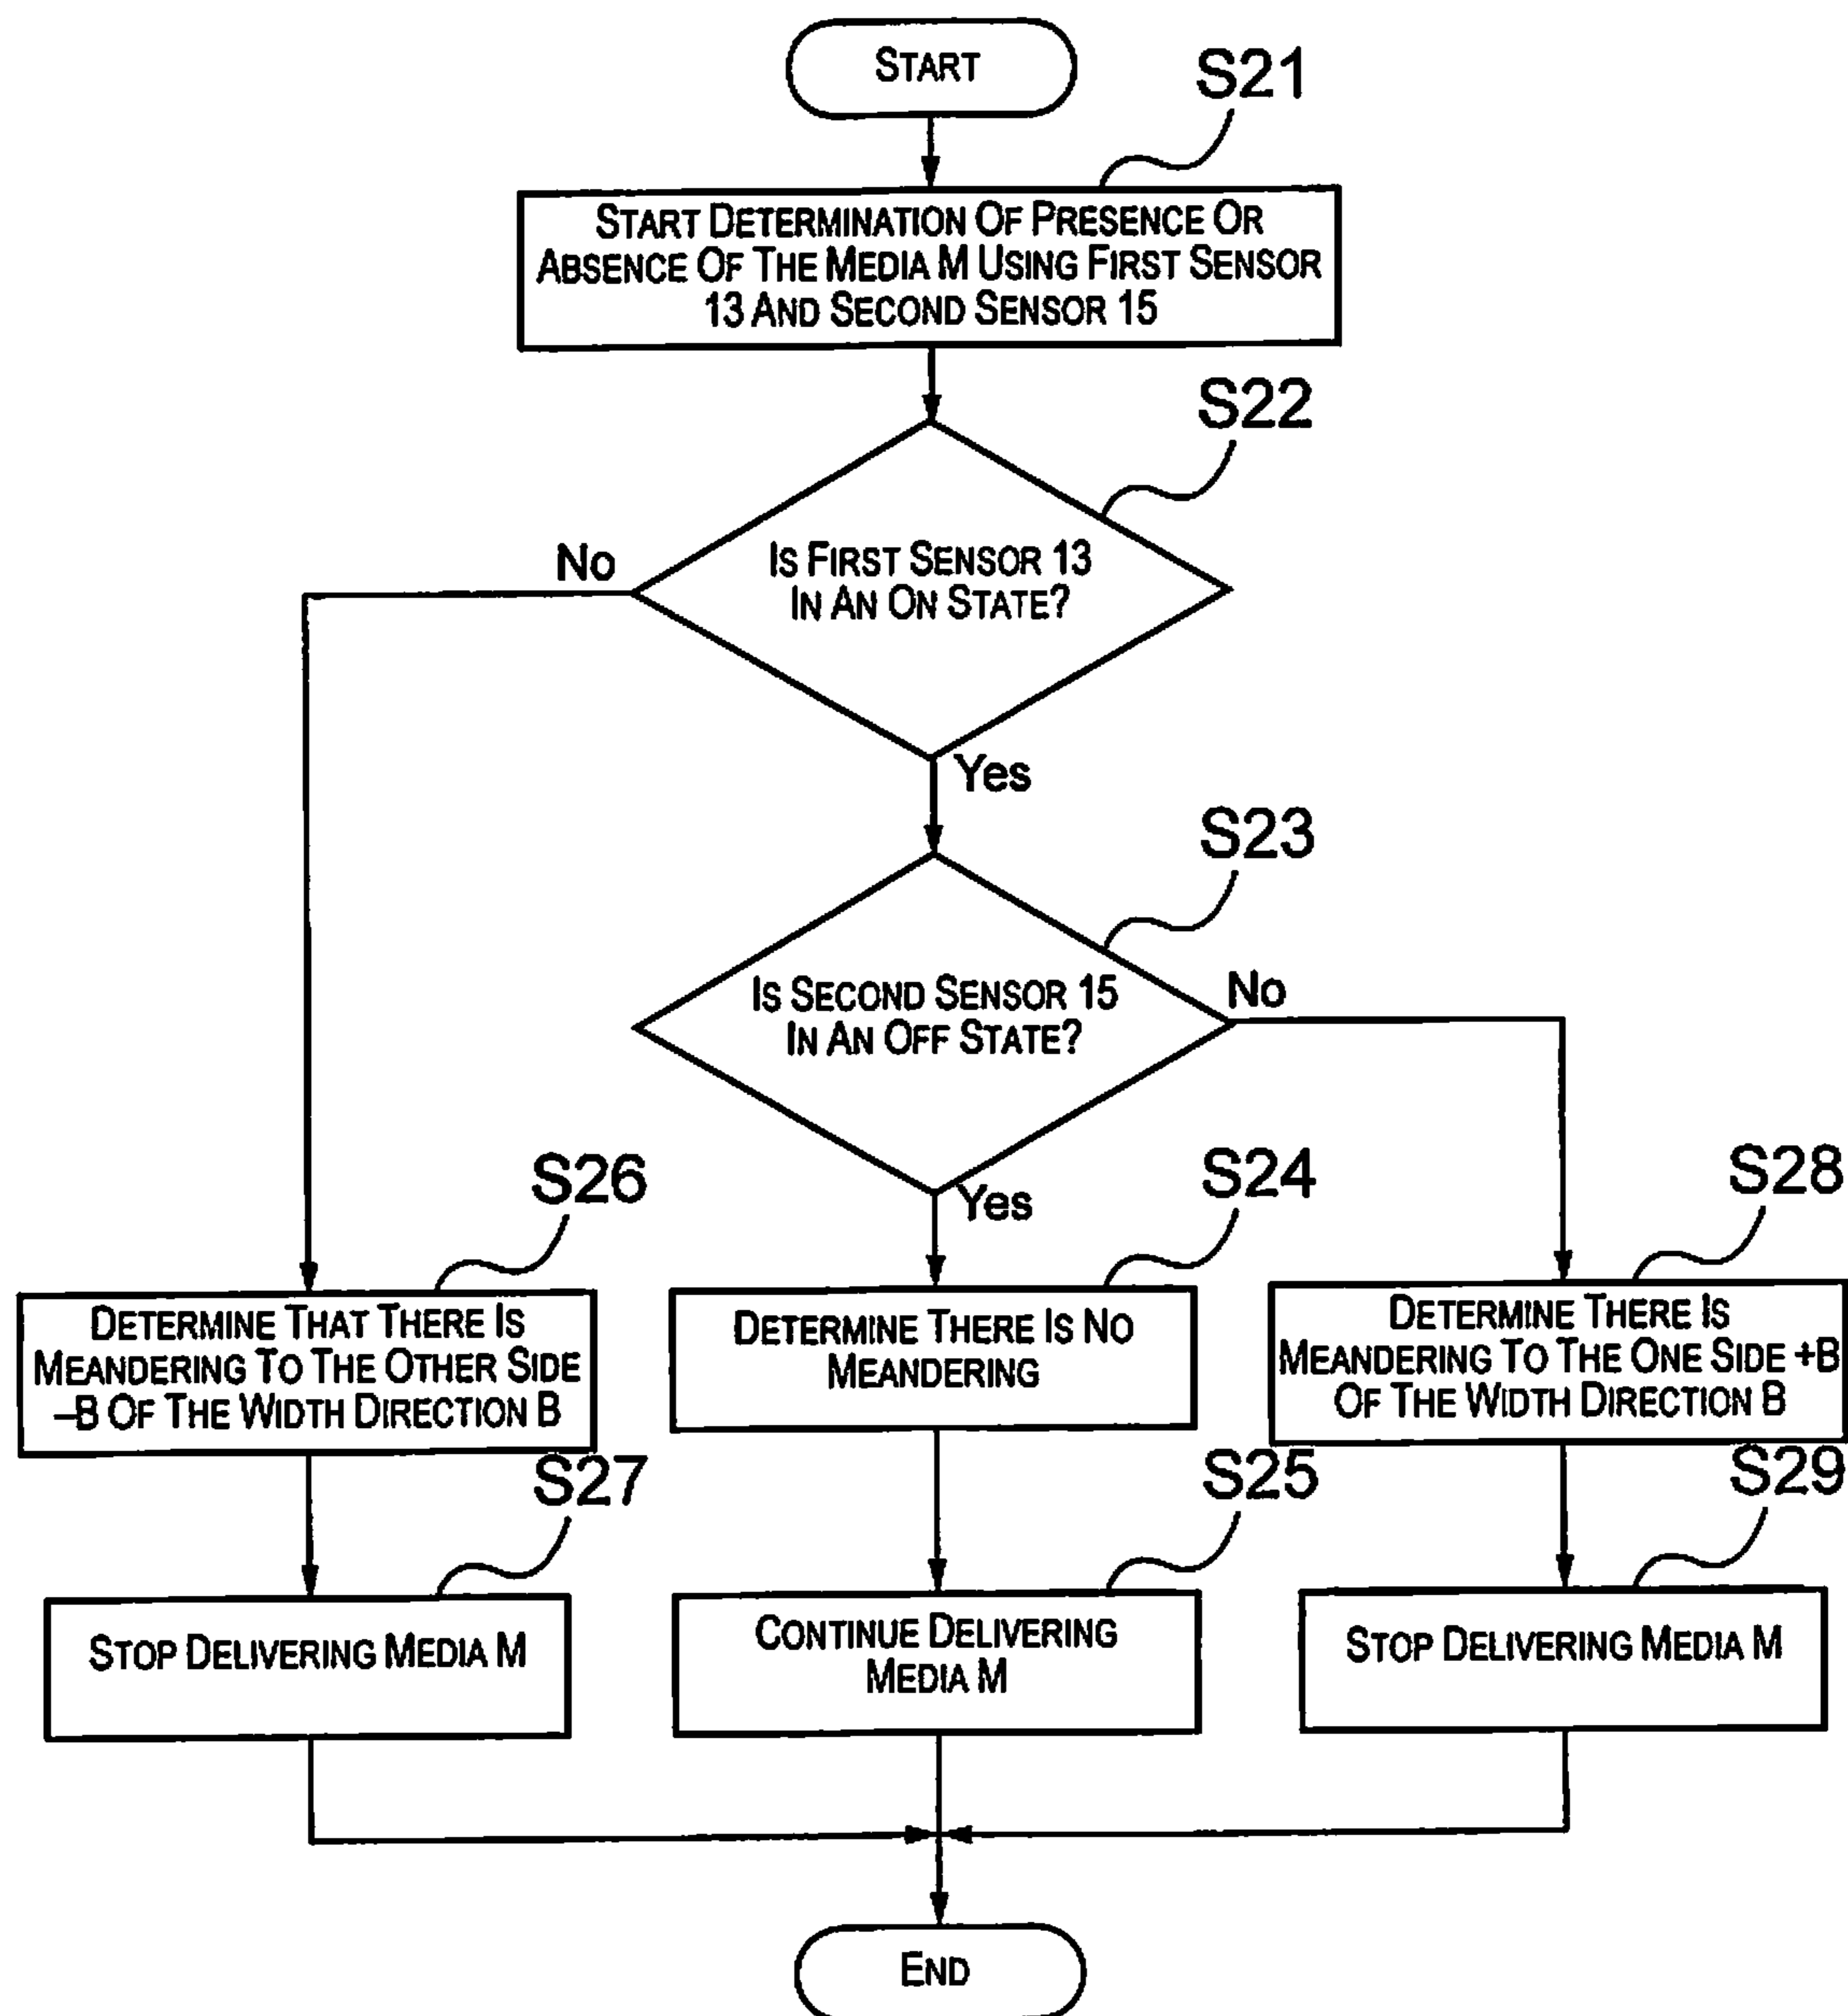 START
S21
START DETERMINATION OF PRESENCE OR
ABSENCE OF THE MEDIA M USING FIRST SENSOR
13 AND SECOND SENSOR 15
S22
IS FIRST SENSOR 13
IN AN ON STATE?
No
Yes
S23
IS SECOND SENSOR 15
IN AN OFF STATE?
No
Yes
S26
DETERMINE THAT THERE IS
MEANDERING TO THE OTHER SIDE
–B OF THE WIDTH DIRECTION B
S24
DETERMINE THERE IS NO
MEANDERING
S28
DETERMINE THERE IS
MEANDERING TO THE ONE SIDE +B
OF THE WIDTH DIRECTION B
S27
STOP DELIVERING MEDIA M
S25
CONTINUE DELIVERING
MEDIA M
S29
STOP DELIVERING MEDIA M
END